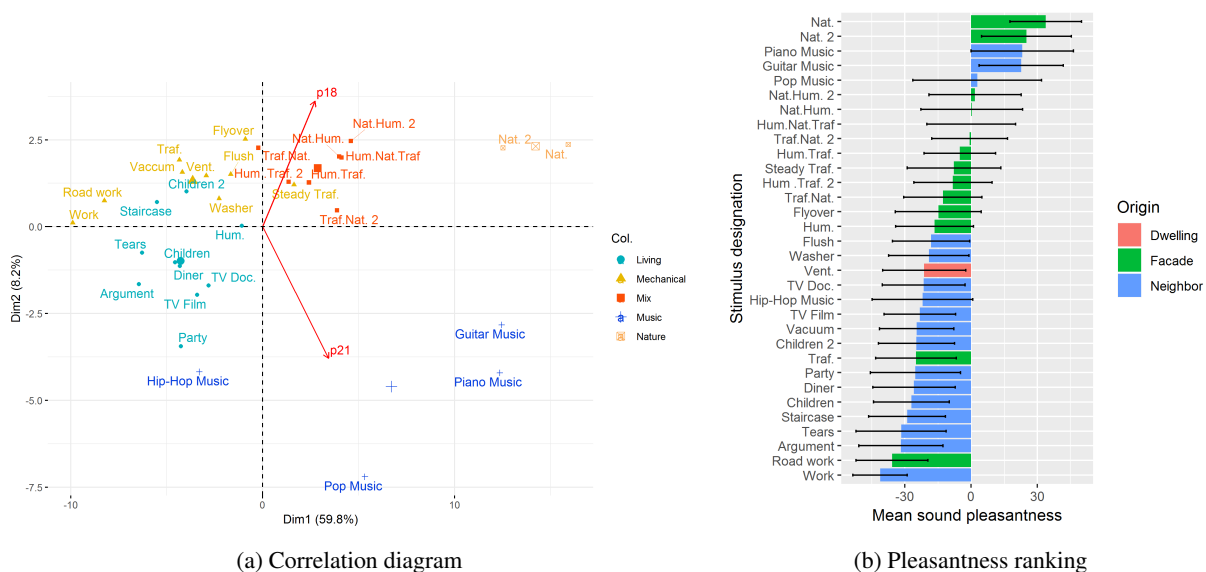 p18
Flyover
Nat.Hum. 2
Nat.Hum.
Nat. 2
Traf.
Flush
Traf.Nat.
Hum.Nat.Traf
Nat.
Vaccum
Vent.
Hum. Traf. 2
Hum.Traf.
Children 2
Steady Traf.
Road work
Staircase
Washer
Work
Traf.Nat. 2
Hum.
Tears
Children
Diner
TV Doc.
Argument
TV Film
Party
Guitar Music
p21
Hip-Hop Music
Piano Music
Pop Music
2.5
0.0
-2.5
-5.0
-7.5
-10
0
10
Dim1 (59.8%)
Dim2 (8.2%)
Col.
Living
Mechanical
Mix
a Music
Nature
(a) Correlation diagram
Nat.
Nat. 2
Piano Music
Guitar Music
Pop Music
Nat.Hum. 2
Nat.Hum.
Hum.Nat.Traf
Traf.Nat. 2
Hum.Traf.
Steady Traf.
Hum .Traf. 2
Traf.Nat.
Flyover
Hum.
Flush
Washer
Vent.
TV Doc.
Hip-Hop Music
TV Film
Vacuum
Children 2
Traf.
Party
Diner
Children
Staircase
Tears
Argument
Road work
Work
-30
0
30
Mean sound pleasantness
Stimulus designation
Origin
Dwelling
Facade
Neighbor
(b) Pleasantness ranking